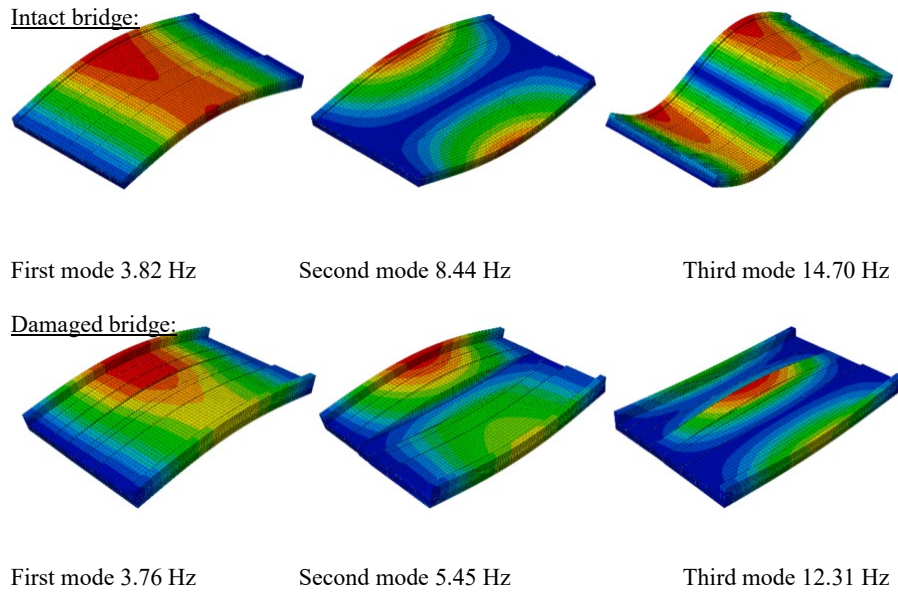 Intact bridge:
First mode 3.82 Hz Second mode 8.44 Hz Third mode 14.70 Hz
Damaged bridge:
First mode 3.76 Hz Second mode 5.45 Hz Third mode 12.31 Hz